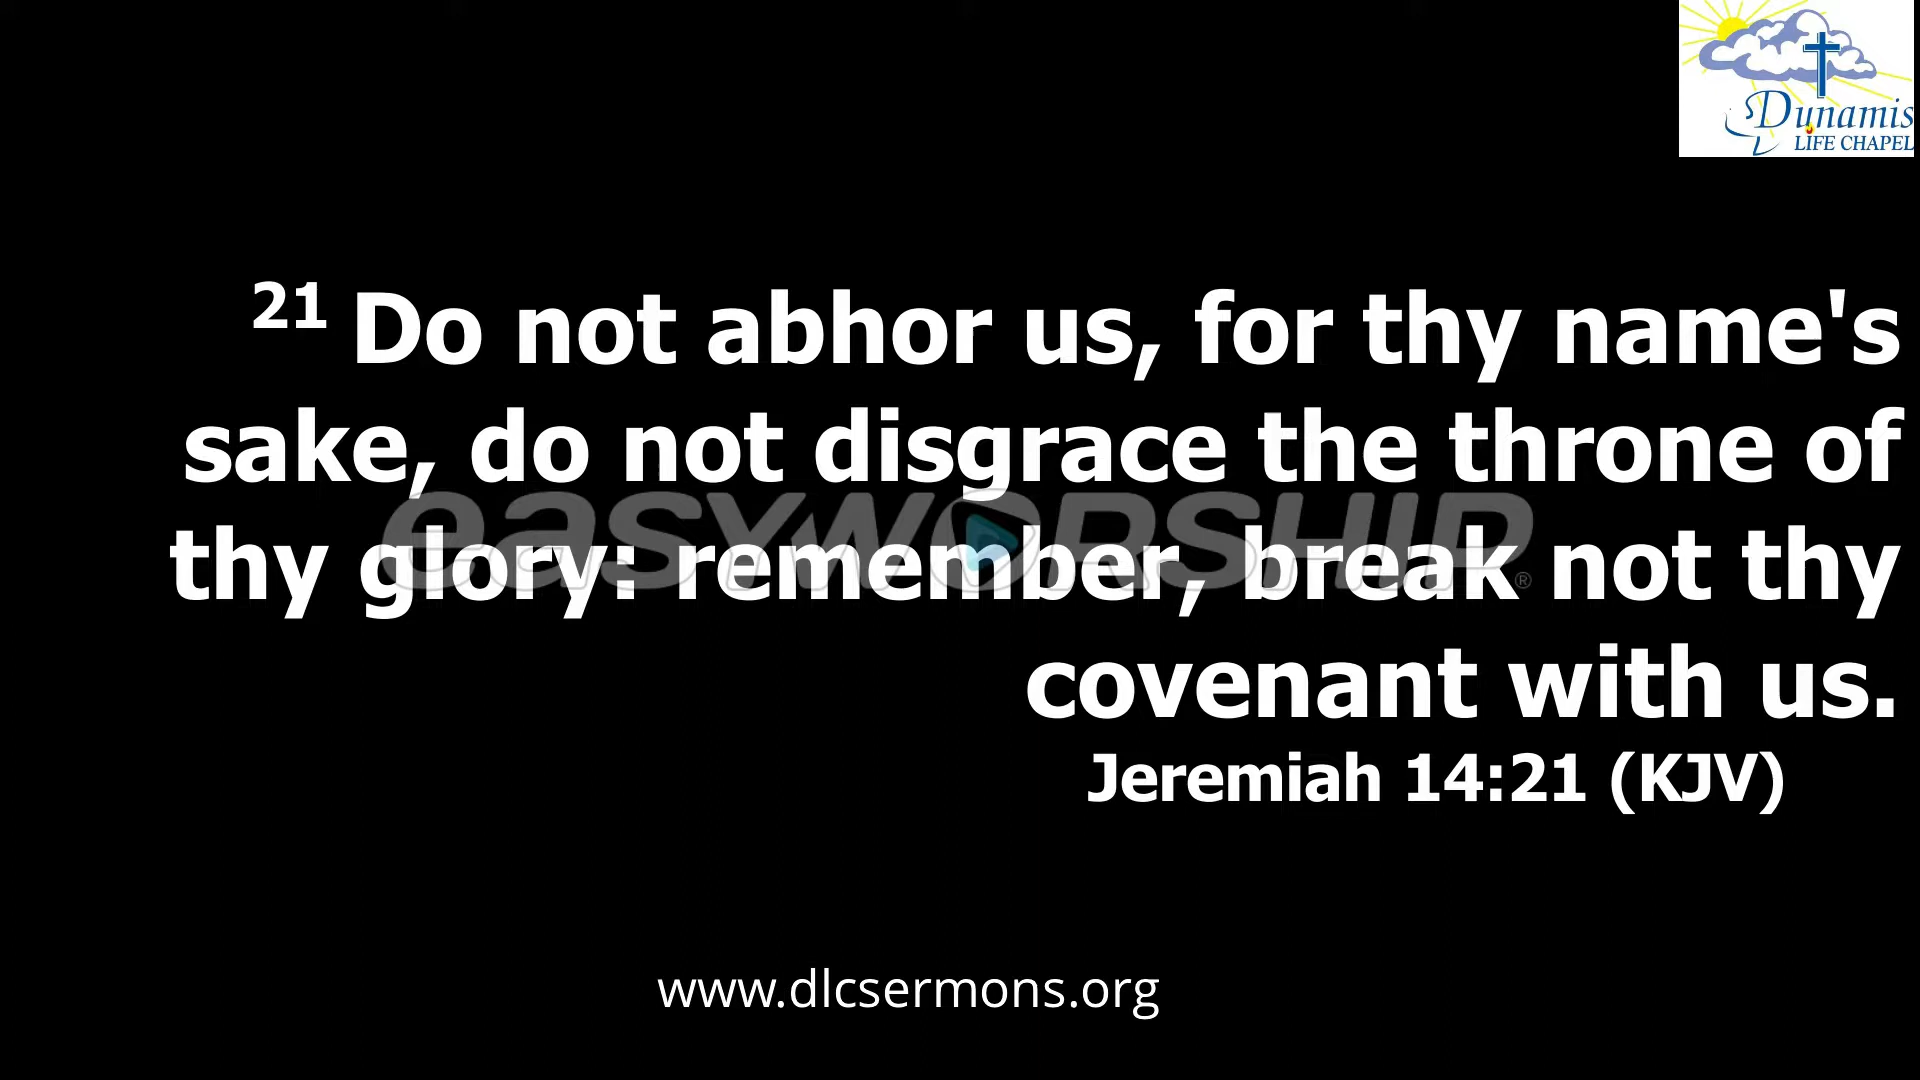 Dunamis
LIFE CHAPEL
21 Do not abhor us, for thy name's
sake, do not disgrace the throne of
thy glory: remember, break not thy
covenant with us.
Jeremiah 14:21 (KJV)
easyWORSHIP®
www.dlcsermons.org